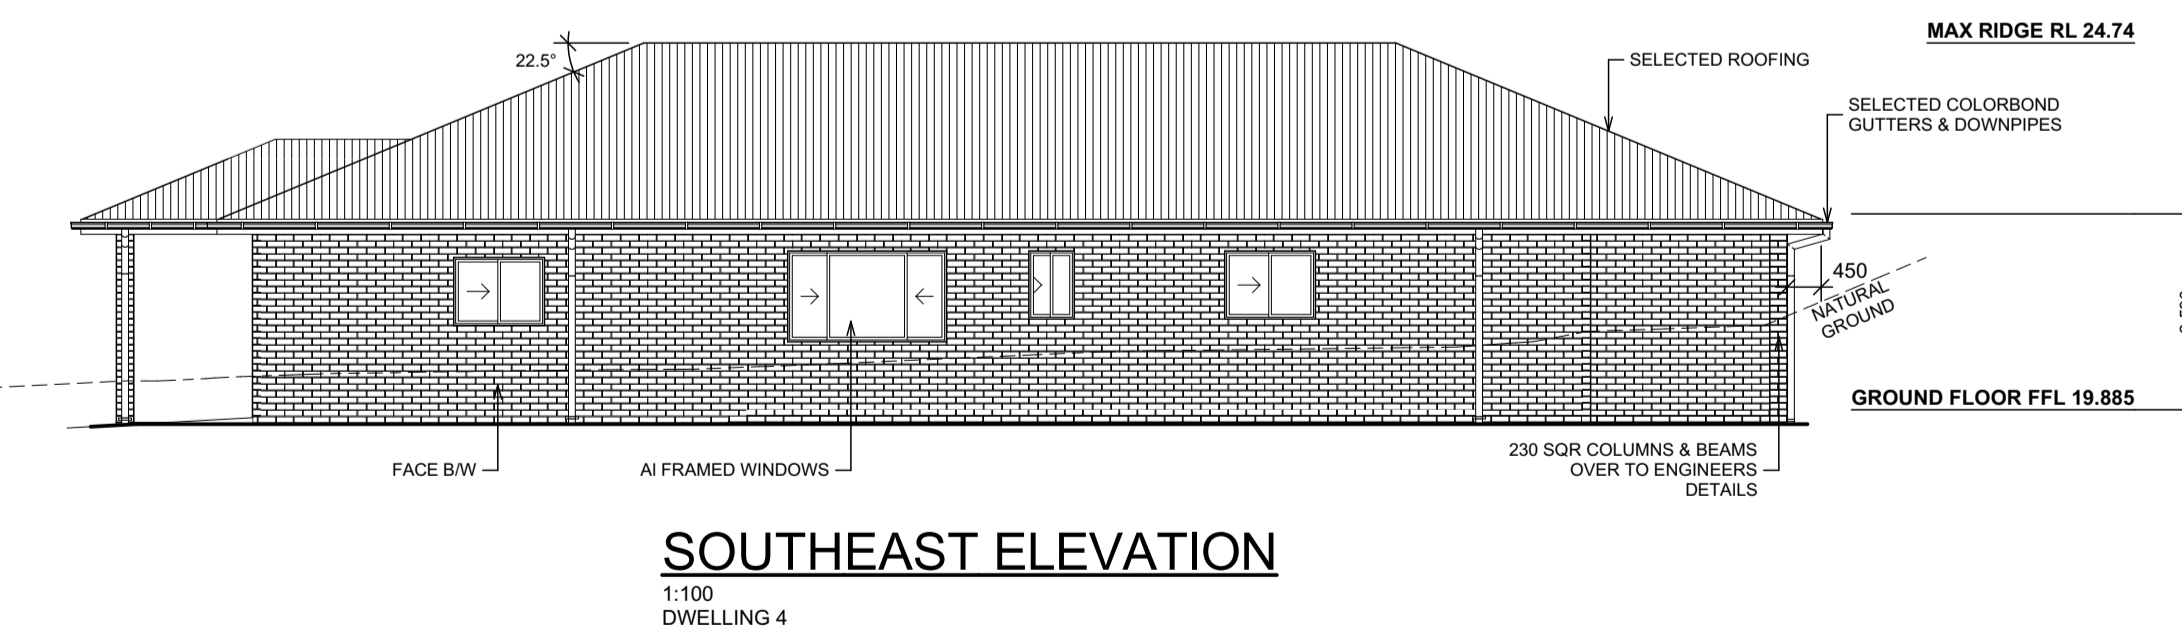 MAX RIDGE RL 24.74
22.5°
SELECTED ROOFING
SELECTED COLORBOND
GUTTERS & DOWNPIPES
450
NATURAL
GROUND
GROUND FLOOR FFL 19.885
FACE B/W
Al FRAMED WINDOWS
230 SQR COLUMNS & BEAMS
OVER TO ENGINEERS
DETAILS
SOUTHEAST ELEVATION
1:100
DWELLING 4